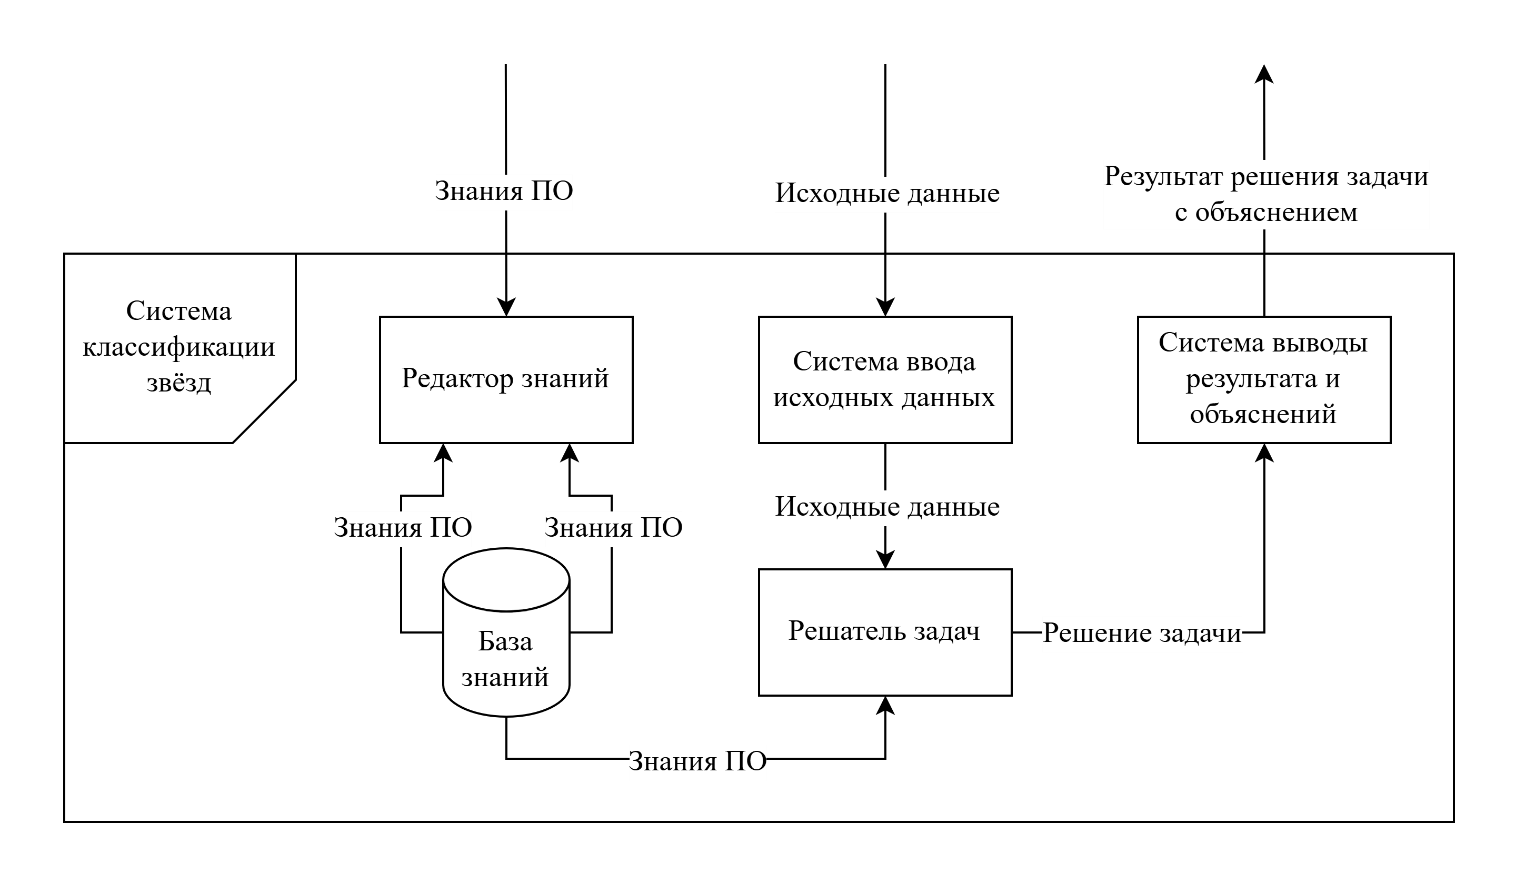 Знания ПО
Исходные данные
Результат решения задачи
с объяснением
Система
классификации
звёзд
Редактор знаний
Система ввода
исходных данных
Система выводы
результата и
объяснений
Знания ПО
Знания ПО
Исходные данные
База
знаний
Решатель задач
Решение задачи
Знания ПО